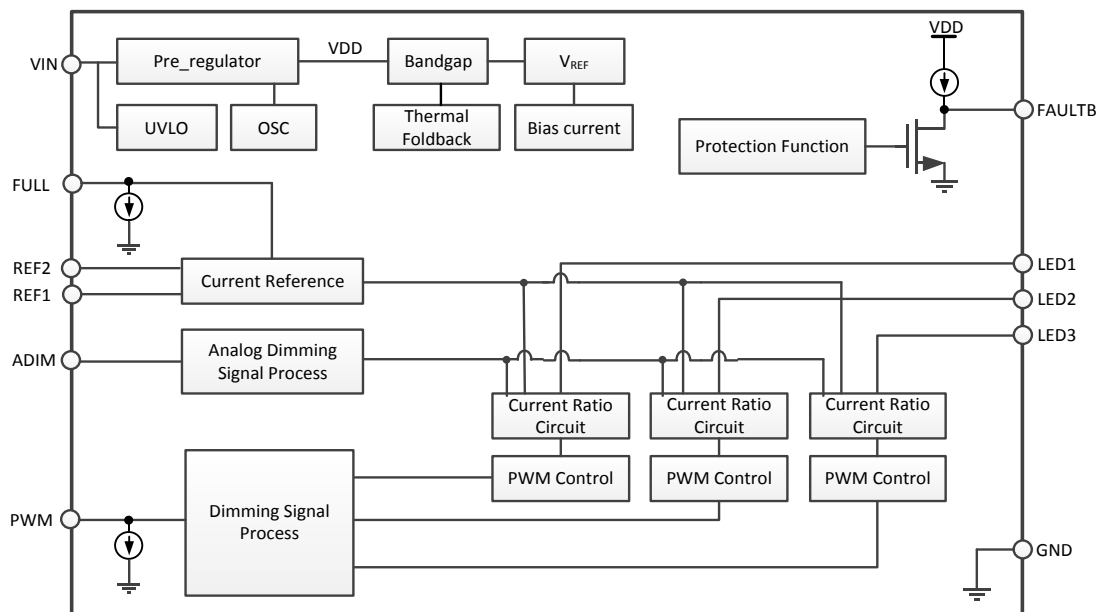 VDD
VIN
Pre_regulator
VDD
Bandgap
VREF
UVLO
OSC
Thermal
Foldback
Bias current
FAULTB
Protection Function
FULL
REF2
REF1
Current Reference
LED1
LED2
LED3
ADIM
Analog Dimming
Signal Process
Current Ratio
Circuit
Current Ratio
Circuit
Current Ratio
Circuit
PWM Control
PWM Control
PWM Control
PWM
Dimming Signal
Process
GND